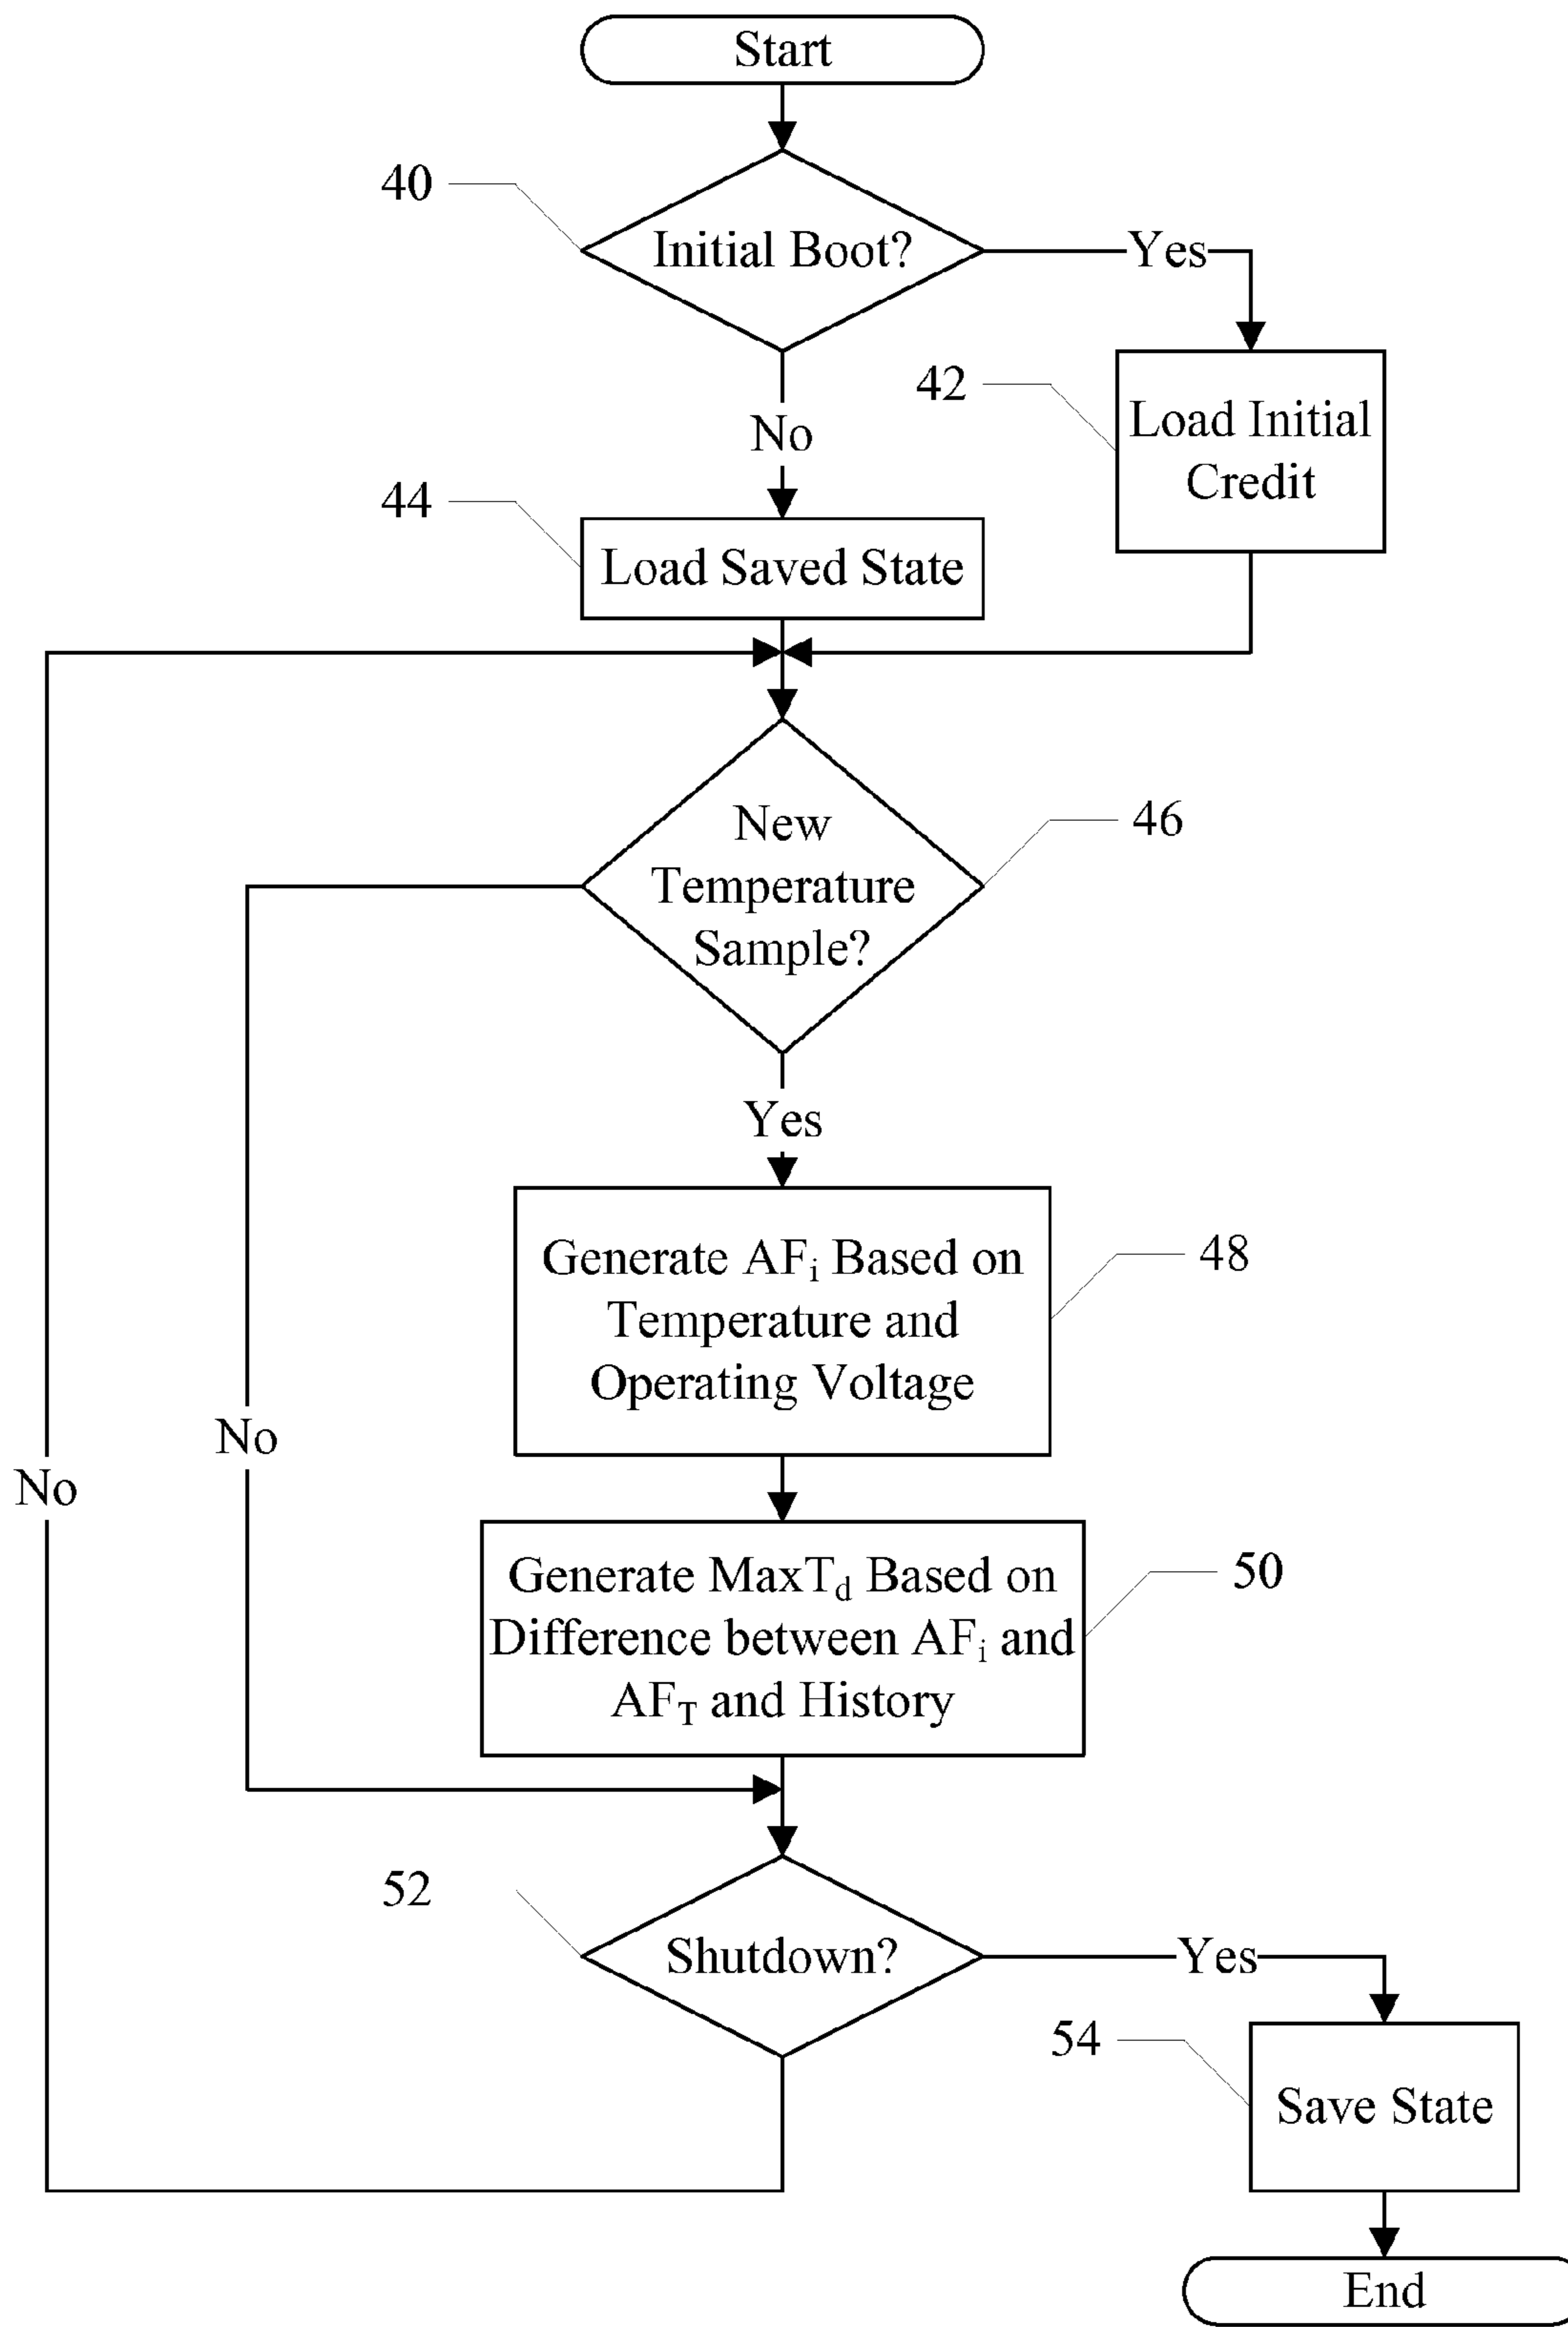 Start
40
Initial Boot?
Yes
42
Load Initial
Credit
No
44
Load Saved State
New
Temperature
Sample?
46
Yes
Generate AFi Based on
Temperature and
Operating Voltage
48
No
No
Generate MaxTd Based on
Difference between AFi and
AFT and History
50
52
Shutdown?
Yes
54
Save State
End